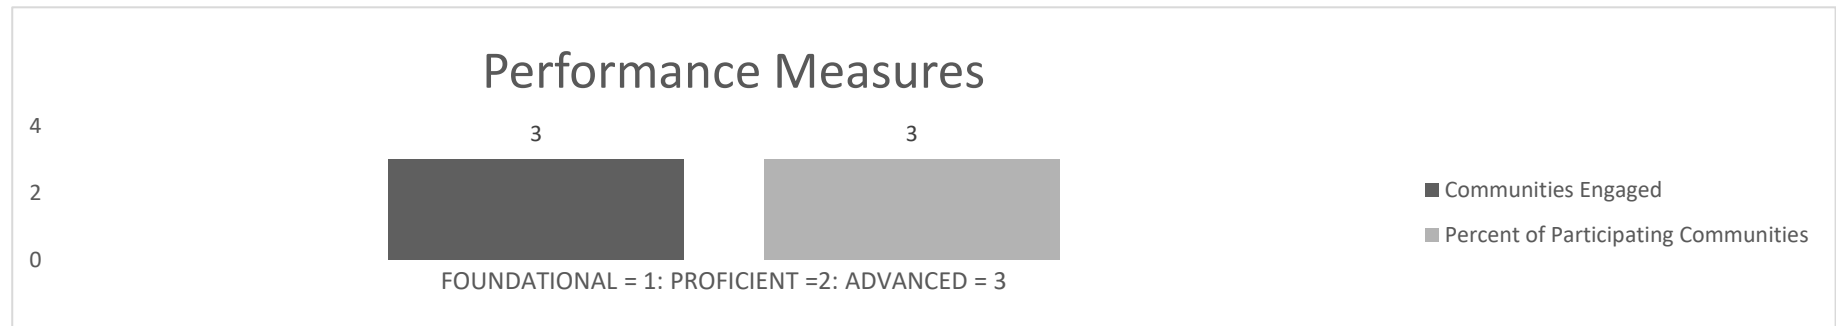 Performance Measures
4
3
3
2
0
FOUNDATIONAL = 1: PROFICIENT =2: ADVANCED = 3
Communities Engaged
Percent of Participating Communities